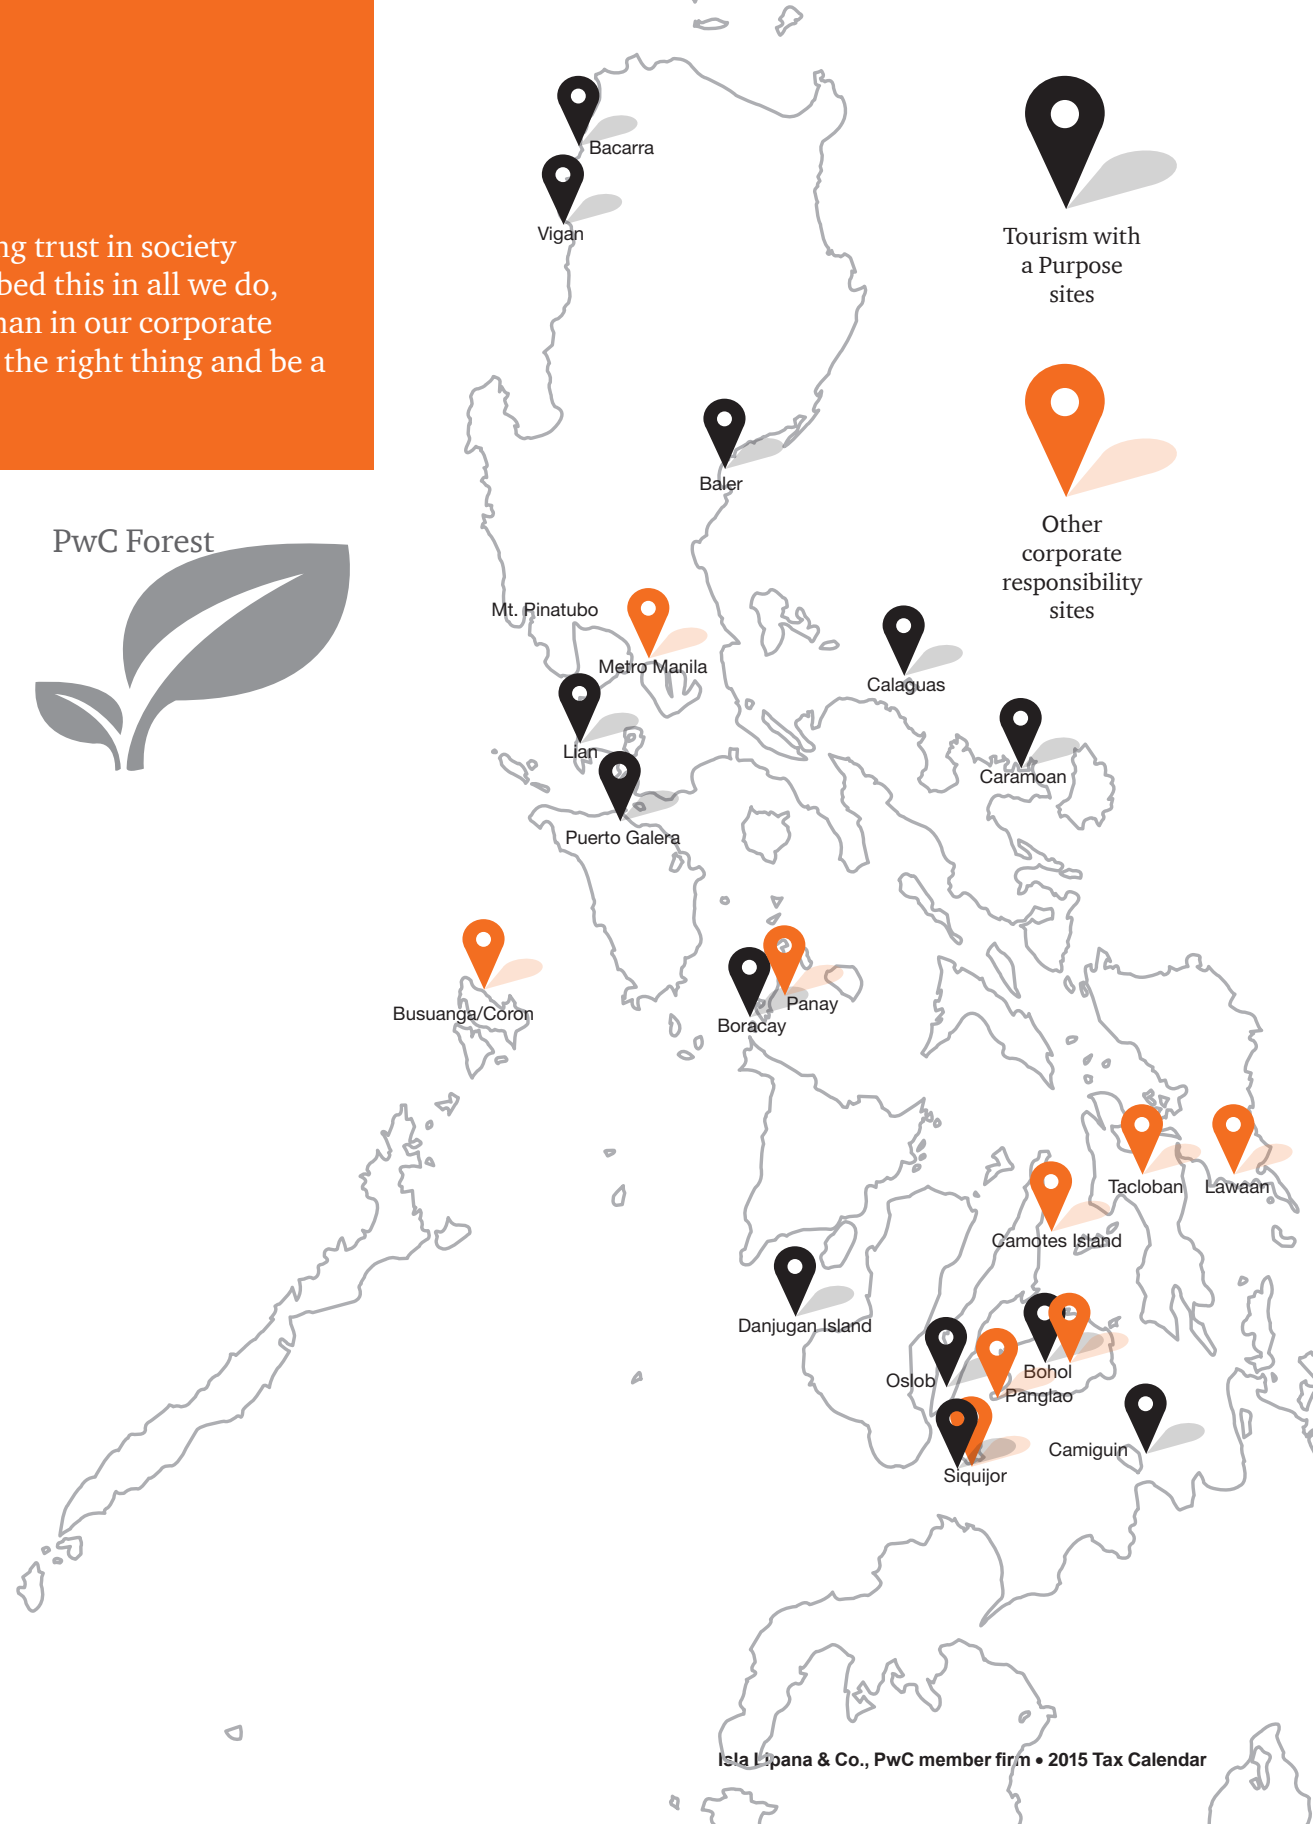 ng trust in society
bed this in all we do,
nan in our corporate
the right thing and be a
PwC Forest
Bacarra
Vigan
Tourism with
a Purpose
sites
Baler
Other
corporate
responsibility
sites
Mt. Pinatubo
Metro Manila
Calaguas
Lian
Caramoan
Puerto Galera
Busuanga/Coron
Panay
Boracay
Tacloban
Lawaan
Camotes Island
Danjugan Island
Oslob
Bohol
Panglao
Camiguin
Siquijor
Isla Lipana & Co., PwC member firm • 2015 Tax Calendar